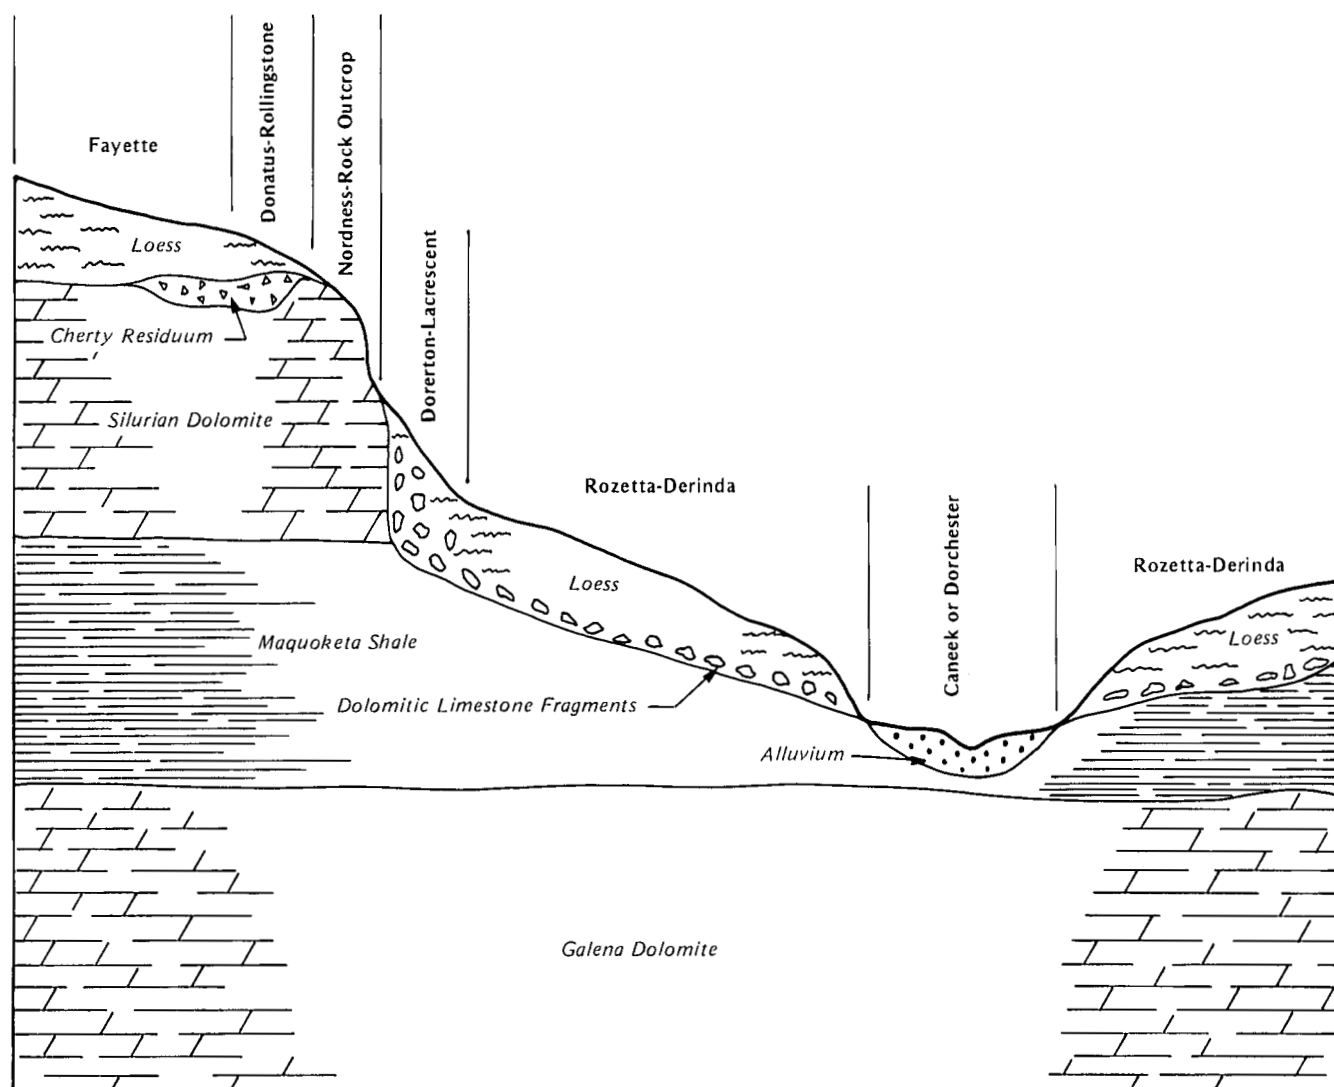 Fayette
Donatus-Rollingstone
Nordness-Rock Outcrop
Dorerton-Lacrescent
Rozetta-Derinda
Caneek or Dorchester
Rozetta-Derinda
Loess
Cherty Residuum
Silurian Dolomite
Loess
Loess
Maquoketa Shale
Dolomitic Limestone Fragments
Alluvium
Galena Dolomite